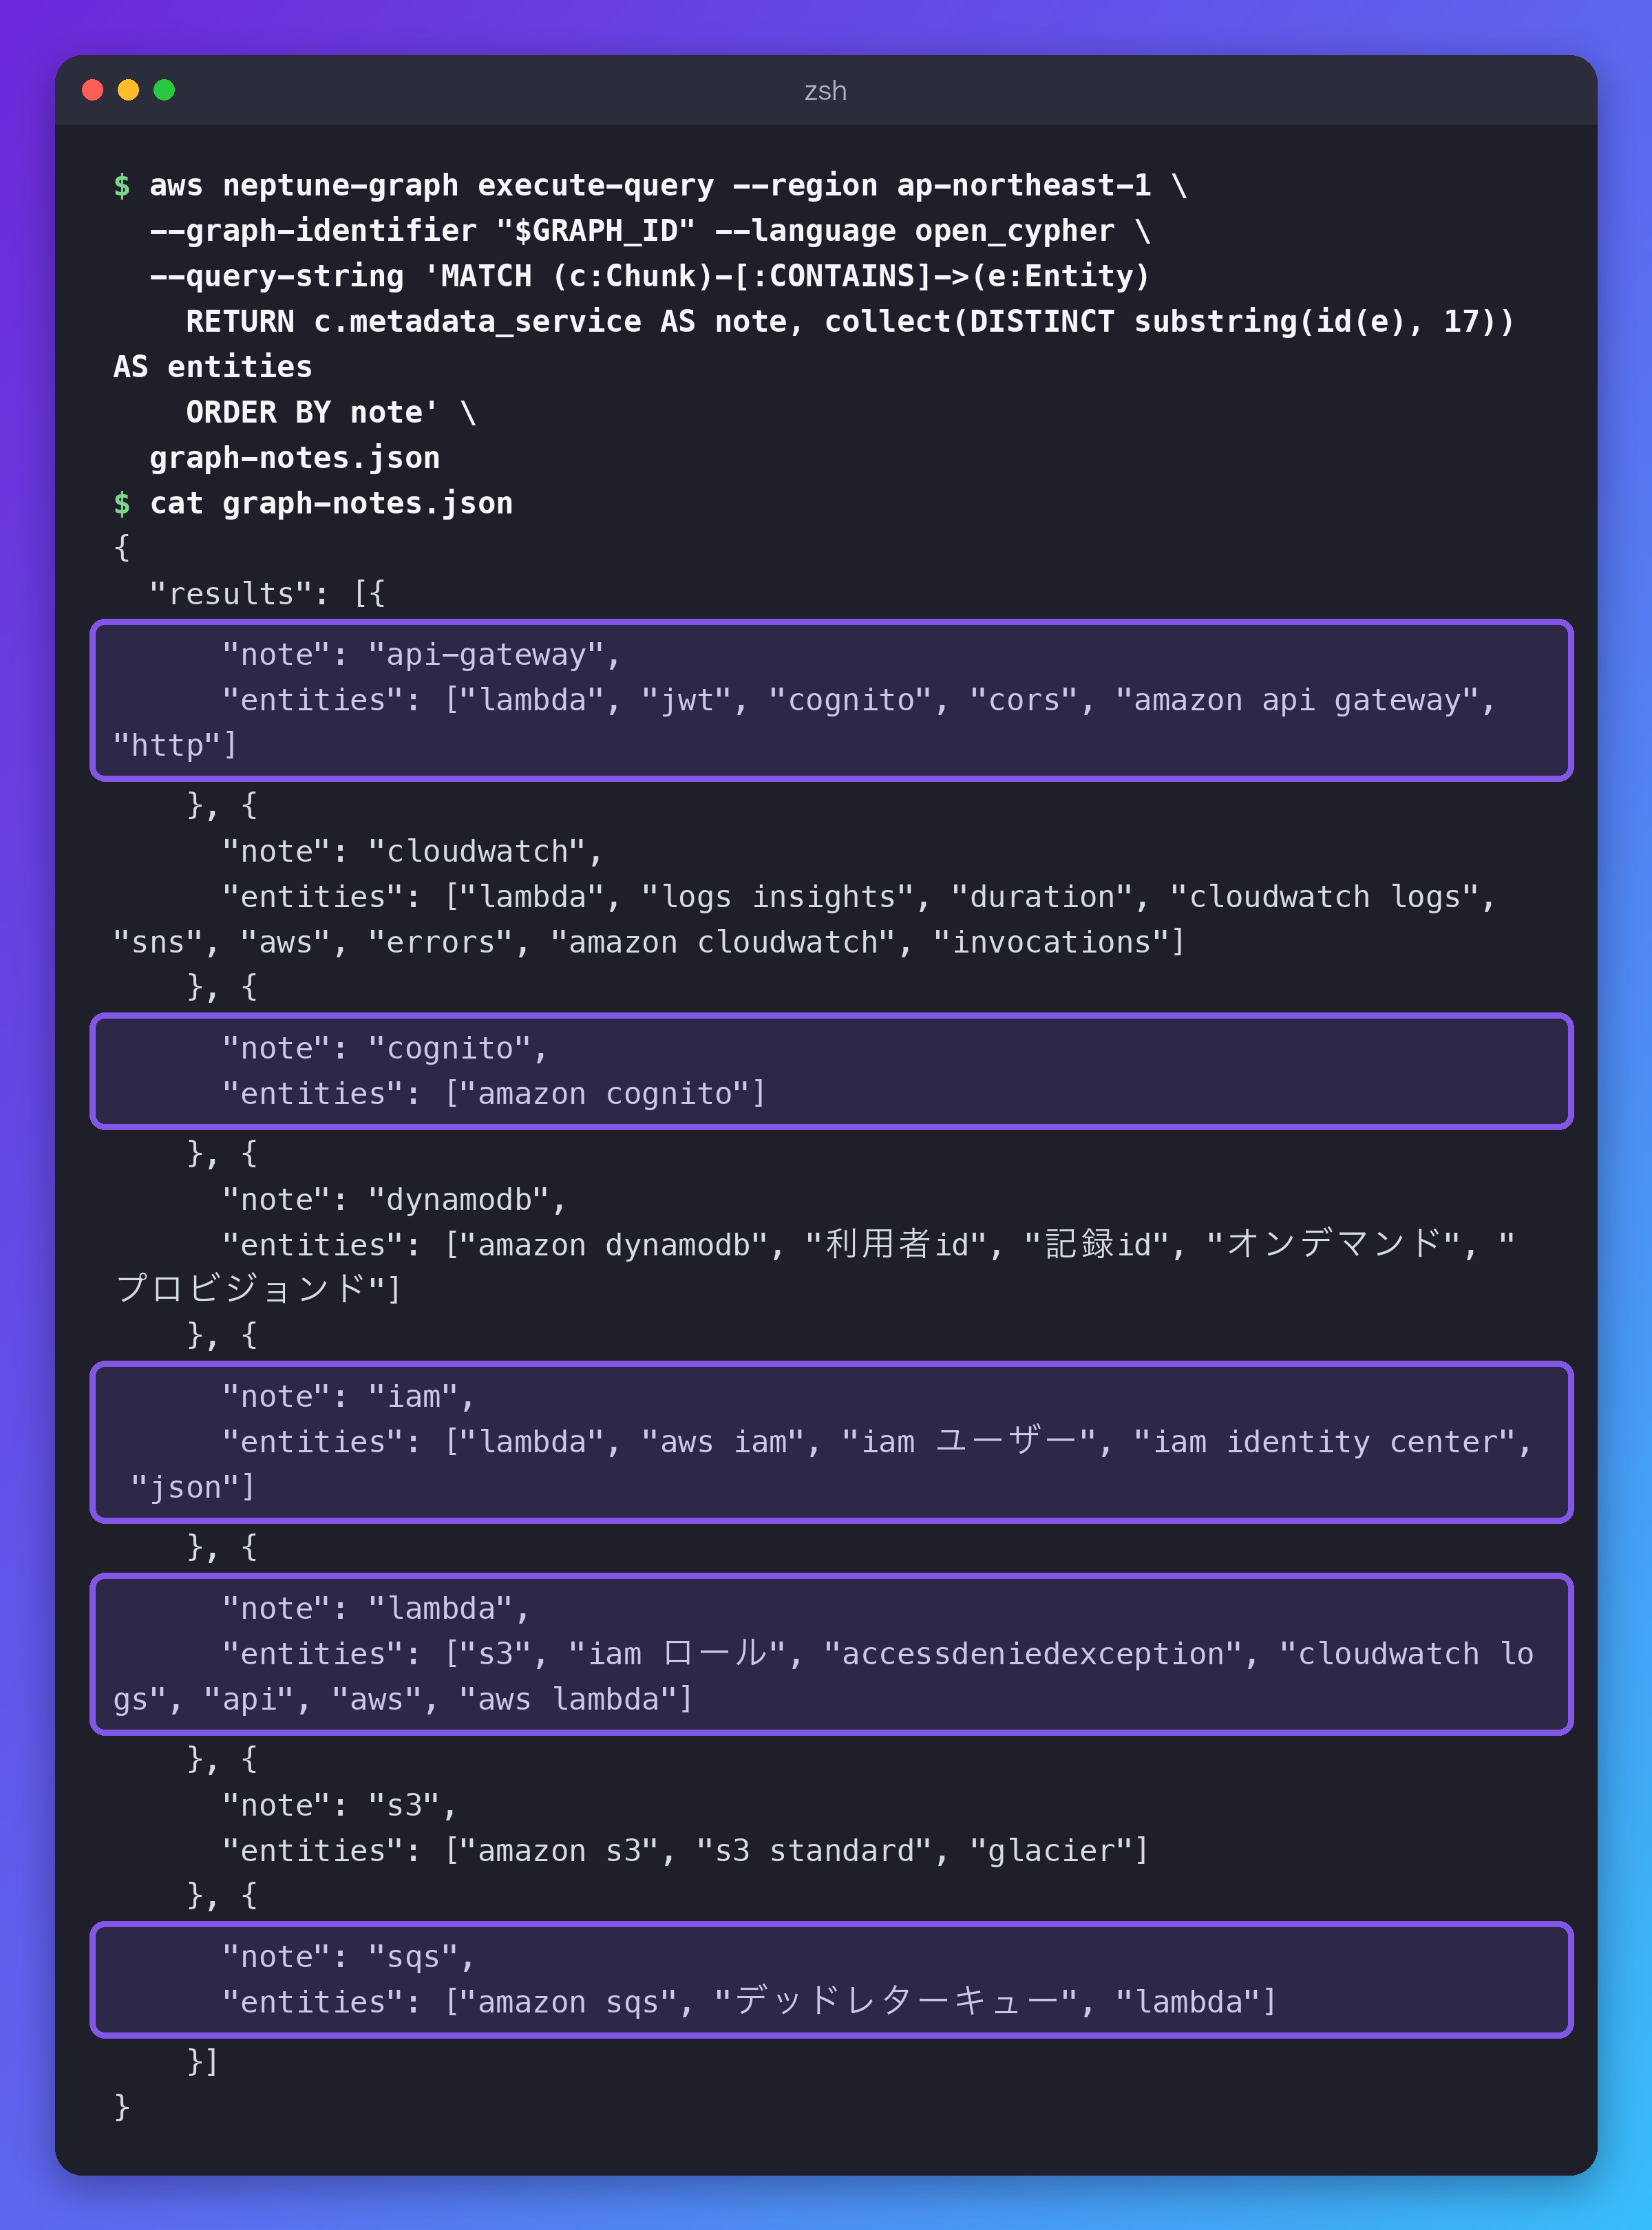 zsh
$ aws neptune-graph execute-query --region ap-northeast-1 \
--graph-identifier "$GRAPH_ID" --language open_cypher \
--query-string 'MATCH (c:Chunk)-[:CONTAINS]->(e:Entity)
RETURN c.metadata_service AS note, collect(DISTINCT substring(id(e), 17))
AS entities
ORDER BY note' \
graph-notes.json
$ cat graph-notes.json
{
"results": [{
"note": "api-gateway",
"entities": ["lambda", "jwt", "cognito", "cors", "amazon api gateway",
"http"]
}, {
"note": "cloudwatch",
"entities": ["lambda", "logs insights", "duration", "cloudwatch logs",
"sns", "aws", "errors", "amazon cloudwatch", "invocations"]
}, {
"note": "cognito",
"entities": ["amazon cognito"]
}, {
"note": "dynamodb",
"entities": ["amazon dynamodb", "利用者id", "記録id", "オンデマンド", "
プロビジョンド"]
}, {
"note": "iam",
"entities": ["lambda", "aws iam", "iam ユーザー", "iam identity center",
"json"]
}, {
"note": "lambda",
"entities": ["s3", "iam ロール", "accessdeniedexception", "cloudwatch lo
gs", "api", "aws", "aws lambda"]
}, {
"note": "s3",
"entities": ["amazon s3", "s3 standard", "glacier"]
}, {
"note": "sqs",
"entities": ["amazon sqs", "デッドレターキュー", "lambda"]
}]
}